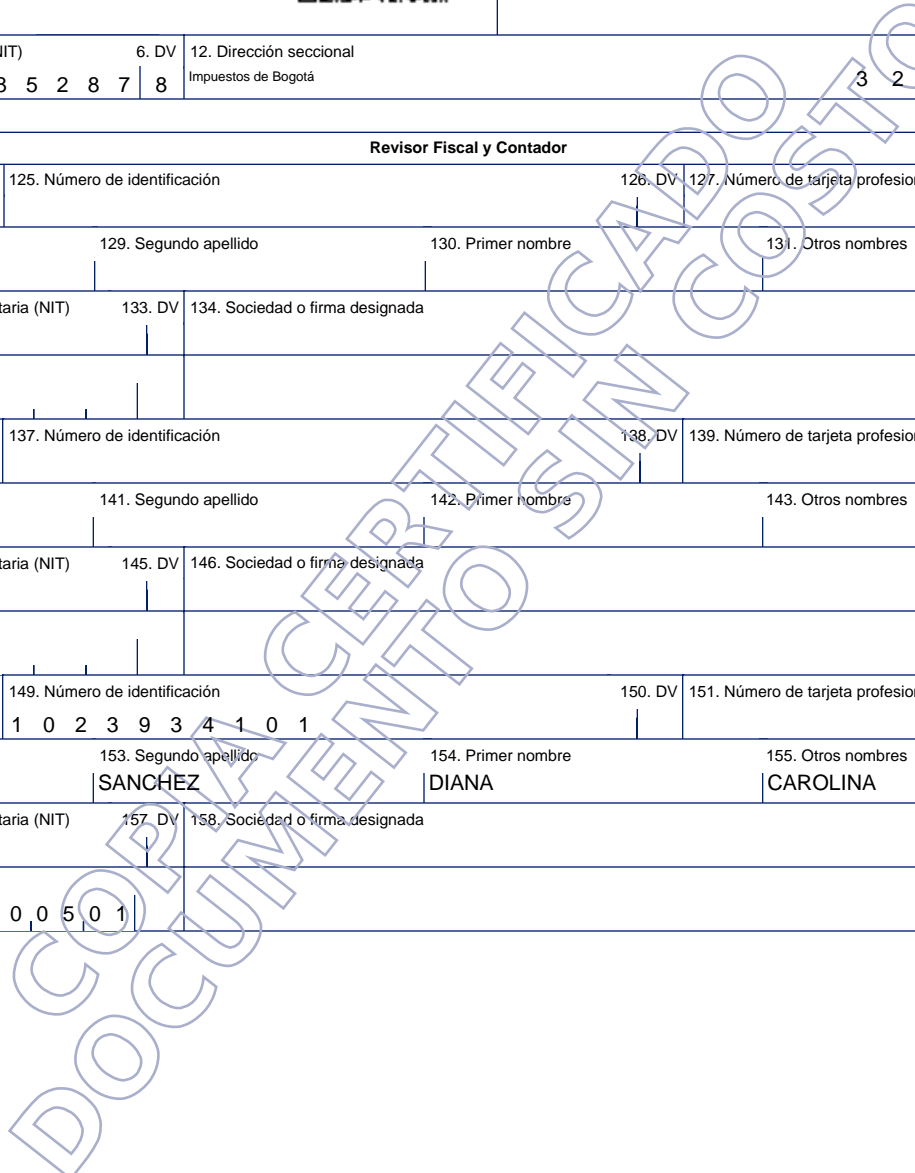 NIT) 6. DV 12. Dirección seccional
3 5 2 8 7 8 Impuestos de Bogotá 3 2
Revisor Fiscal y Contador
125. Número de identificación 126. DV 127. Número de tarjeta profesion
129. Segundo apellido 130. Primer nombre 131. Otros nombres
taria (NIT) 133. DV 134. Sociedad o firma designada
137. Número de identificación 138. DV 139. Número de tarjeta profesion
141. Segundo apellido 142. Primer nombre 143. Otros nombres
taria (NIT) 145. DV 146. Sociedad o firma designada
149. Número de identificación 150. DV 151. Número de tarjeta profesion
1 0 2 3 9 3 4 1 0 1
153. Segundo apellido 154. Primer nombre 155. Otros nombres
SANCHEZ DIANA CAROLINA
taria (NIT) 157. DV 158. Sociedad o firma designada
0 0 5 0 1
COPIA CERTIFICADO
DOCUMENTO SIN COSTO